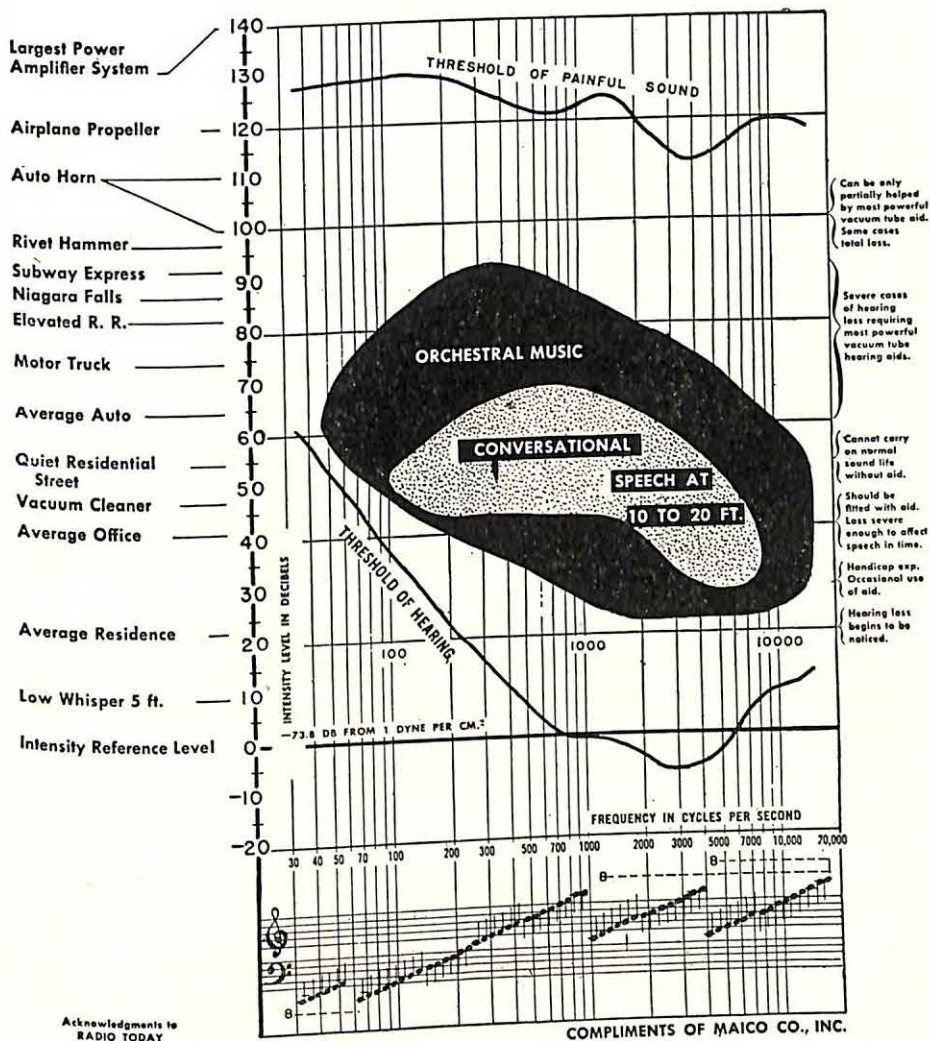 Largest Power
Amplifier System
Airplane Propeller
Auto Horn
Rivet Hammer
Subway Express
Niagara Falls
Elevated R. R.
Motor Truck
Average Auto
Quiet Residential
Street
Vacuum Cleaner
Average Office
Average Residence
Low Whisper 5 ft.
Intensity Reference Level
140
130
120
110
100
90
80
70
60
50
40
30
20
10
0
-10
-20
INTENSITY LEVEL IN DECIBELS
THRESHOLD OF PAINFUL SOUND
ORCHESTRAL MUSIC
CONVERSATIONAL
SPEECH AT
10 TO 20 FT.
THRESHOLD OF HEARING
100 1000 10000
-73.8 DB FROM 1 DYNE PER CM.²
Can be only
partially helped
by most powerful
vacuum tube aid.
Some cases
total loss.
Severe cases
of hearing
loss requiring
most powerful
vacuum tube
hearing aids.
Cannot carry
on normal
sound life
without aid.
Should be
fitted with aid.
Loss severe
enough to affect
speech in time.
Handicap exp.
Occasional use
of aid.
Hearing loss
begins to be
noticed.
FREQUENCY IN CYCLES PER SECOND
30 40 50 70 100 200 300 400 500 700 1000 2000 3000 4000 5000 7000 10,000 20,000
8
8
8
Acknowledgments to
RADIO TODAY
COMPLIMENTS OF MAICO CO., INC.